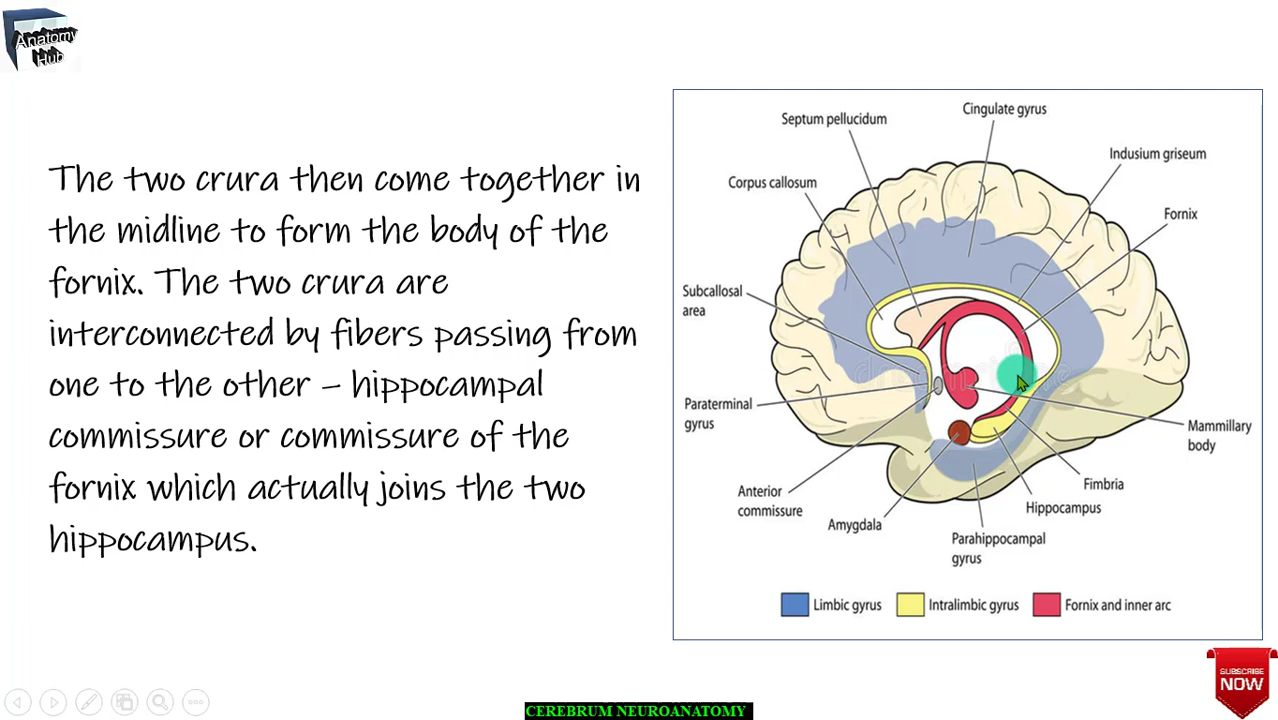 Anatomy
Hub
The two crura then come together in
the midline to form the body of the
fornix. The two crura are
interconnected by fibers passing from
one to the other – hippocampal
commissure or commissure of the
fornix which actually joins the two
hippocampus.
Cingulate gyrus
Septum pellucidum
Indusium griseum
Corpus callosum
Fornix
Subcallosal
area
Paraterminal
gyrus
Mammillary
body
Anterior
commissure
Fimbria
Hippocampus
Amygdala
Parahippocampal
gyrus
Limbic gyrus
Intralimbic gyrus
Fornix and inner arc
SUBSCRIBE
NOW
CEREBRUM NEUROANATOMY